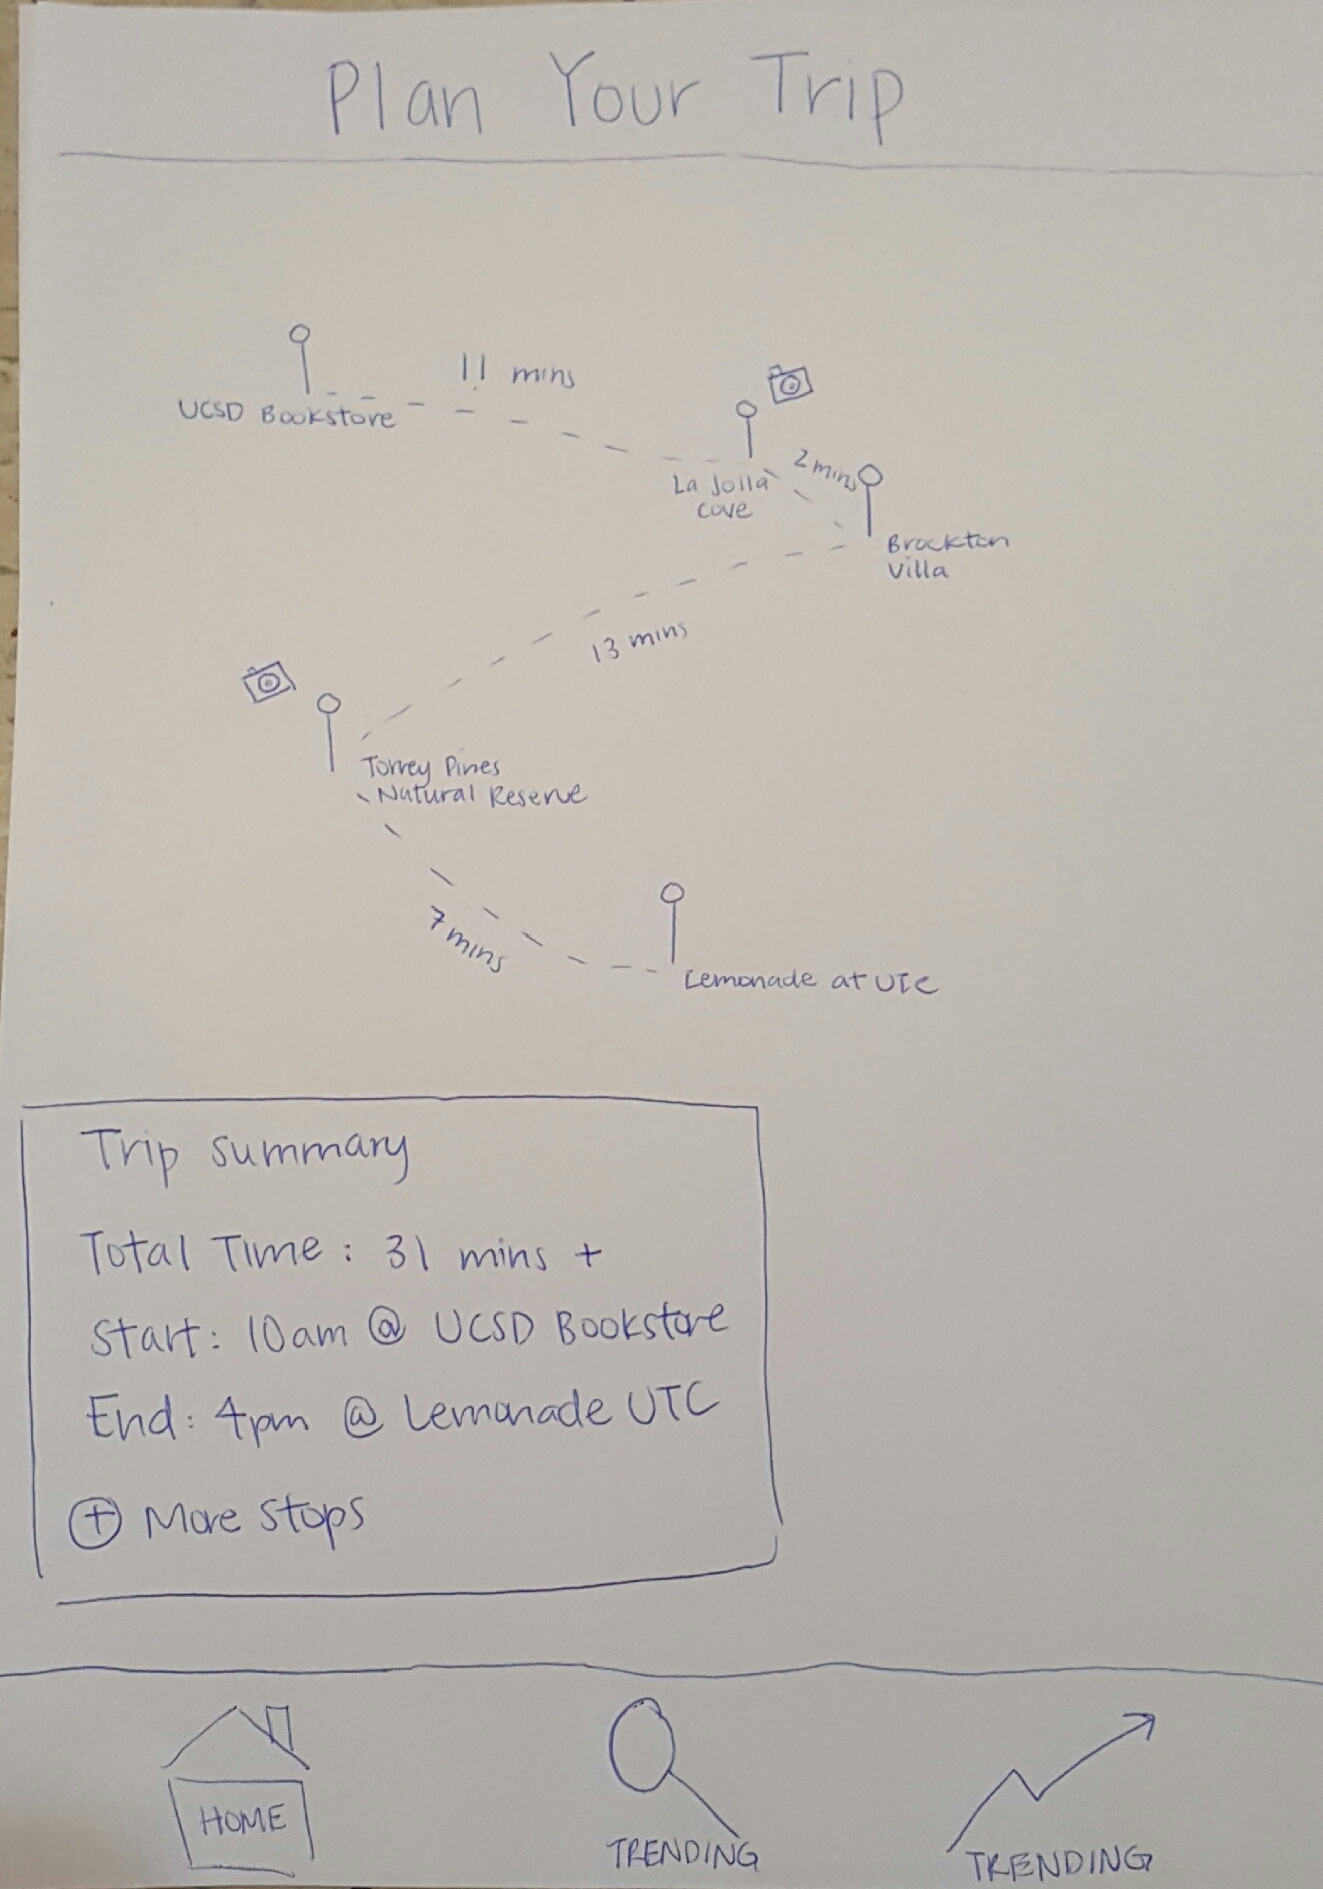 Plan Your Trip
11 mins
UCSD Bookstore
2 mins
La Jolla
Cove
Brockton
Villa
13 mins
Torrey Pines
Natural Reserve
7 mins
Lemonade at UTC
Trip summary
Total Time: 31 mins +
Start: 10am @ UCSD Bookstore
End: 4pm @ Lemonade UTC
+ More Stops
HOME
TRENDING
TRENDING